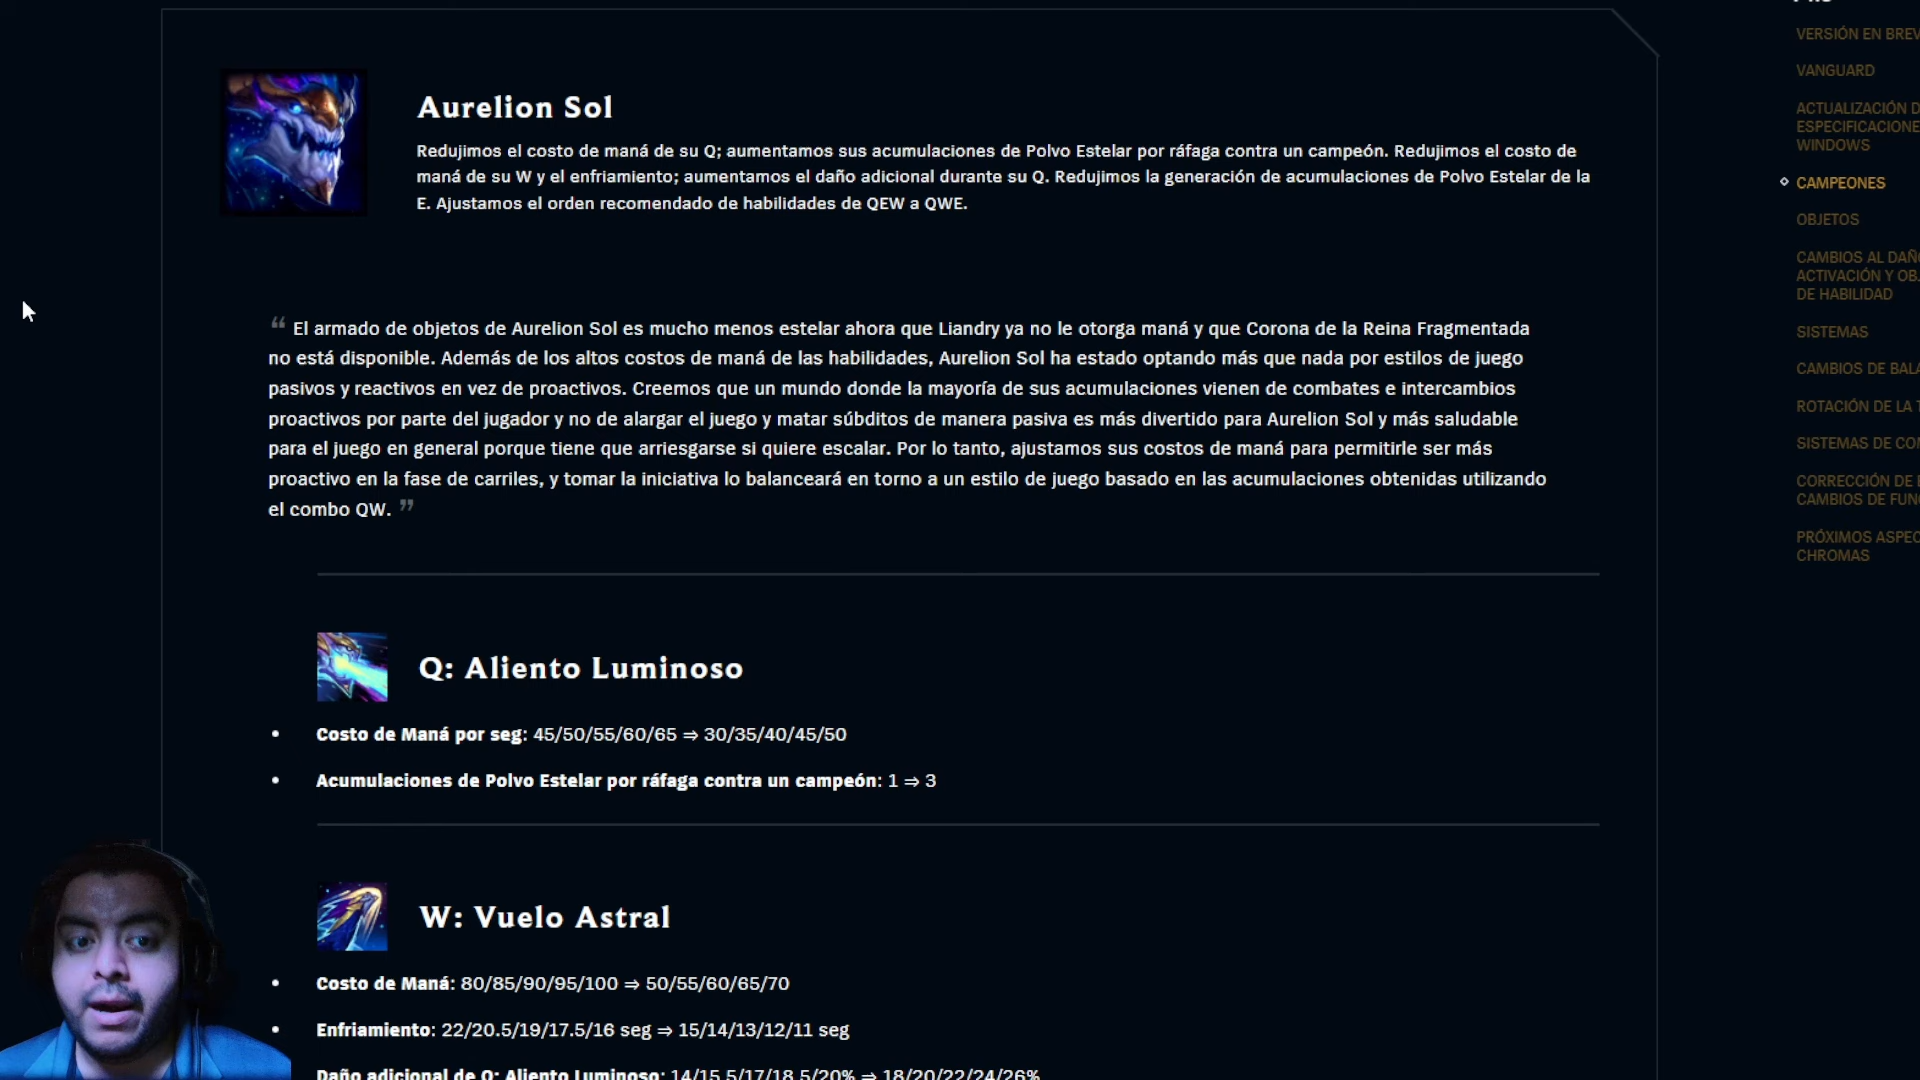 Aurelion Sol
Redujimos el costo de maná de su Q; aumentamos sus acumulaciones de Polvo Estelar por ráfaga contra un campeón. Redujimos el costo de
maná de su W y el enfriamiento; aumentamos el daño adicional durante su Q. Redujimos la generación de acumulaciones de Polvo Estelar de la
E. Ajustamos el orden recomendado de habilidades de QEW a QWE.
“ El armado de objetos de Aurelion Sol es mucho menos estelar ahora que Liandry ya no le otorga maná y que Corona de la Reina Fragmentada
no está disponible. Además de los altos costos de maná de las habilidades, Aurelion Sol ha estado optando más que nada por estilos de juego
pasivos y reactivos en vez de proactivos. Creemos que un mundo donde la mayoría de sus acumulaciones vienen de combates e intercambios
proactivos por parte del jugador y no de alargar el juego y matar súbditos de manera pasiva es más divertido para Aurelion Sol y más saludable
para el juego en general porque tiene que arriesgarse si quiere escalar. Por lo tanto, ajustamos sus costos de maná para permitirle ser más
proactivo en la fase de carriles, y tomar la iniciativa lo balanceará en torno a un estilo de juego basado en las acumulaciones obtenidas utilizando
el combo QW. ”
Q: Aliento Luminoso
• Costo de Maná por seg: 45/50/55/60/65 ⇒ 30/35/40/45/50
• Acumulaciones de Polvo Estelar por ráfaga contra un campeón: 1 ⇒ 3
W: Vuelo Astral
• Costo de Maná: 80/85/90/95/100 ⇒ 50/55/60/65/70
• Enfriamiento: 22/20.5/19/17.5/16 seg ⇒ 15/14/13/12/11 seg
Daño adicional de Q: Aliento Luminoso: 14/15.5/17/18.5/20% ⇒ 18/20/22/24/26%
VERSIÓN EN BREV
VANGUARD
ACTUALIZACIÓN D
ESPECIFICACIONE
WINDOWS
CAMPEONES
OBJETOS
CAMBIOS AL DAÑ
ACTIVACIÓN Y OB
DE HABILIDAD
SISTEMAS
CAMBIOS DE BALA
ROTACIÓN DE LA T
SISTEMAS DE CO
CORRECCIÓN DE
CAMBIOS DE FUN
PRÓXIMOS ASPEC
CHROMAS